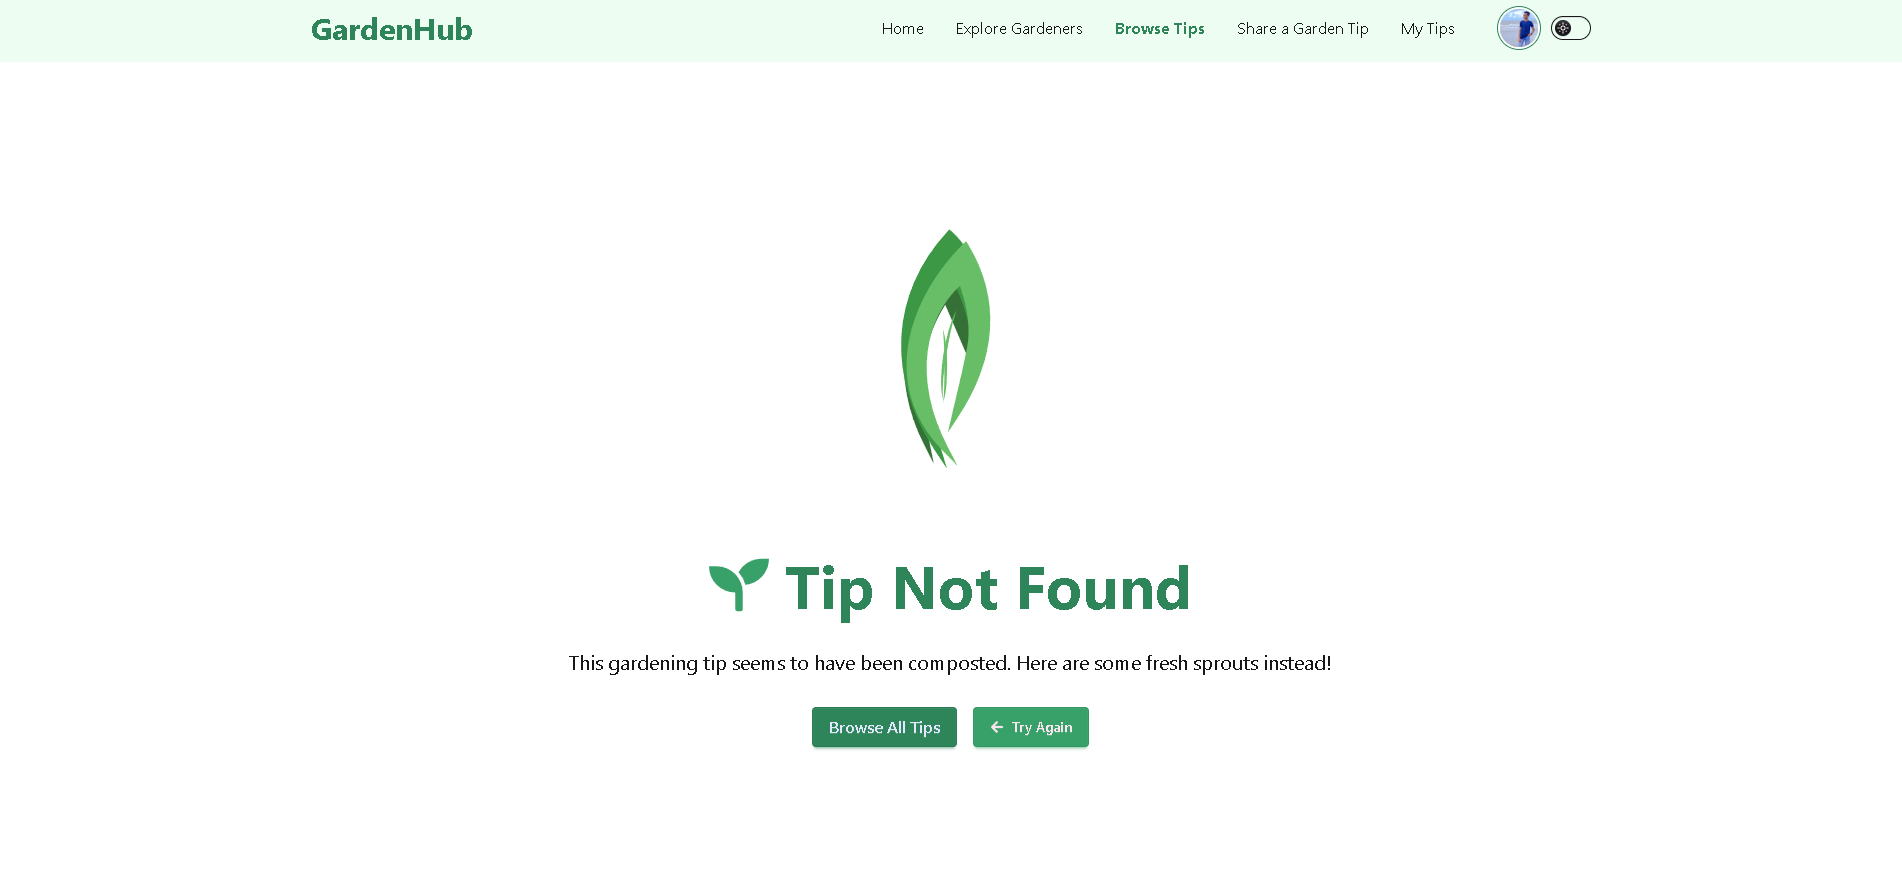 GardenHub
Home Explore Gardeners Browse Tips Share a Garden Tip My Tips
Tip Not Found
This gardening tip seems to have been composted. Here are some fresh sprouts instead!
Browse All Tips Try Again